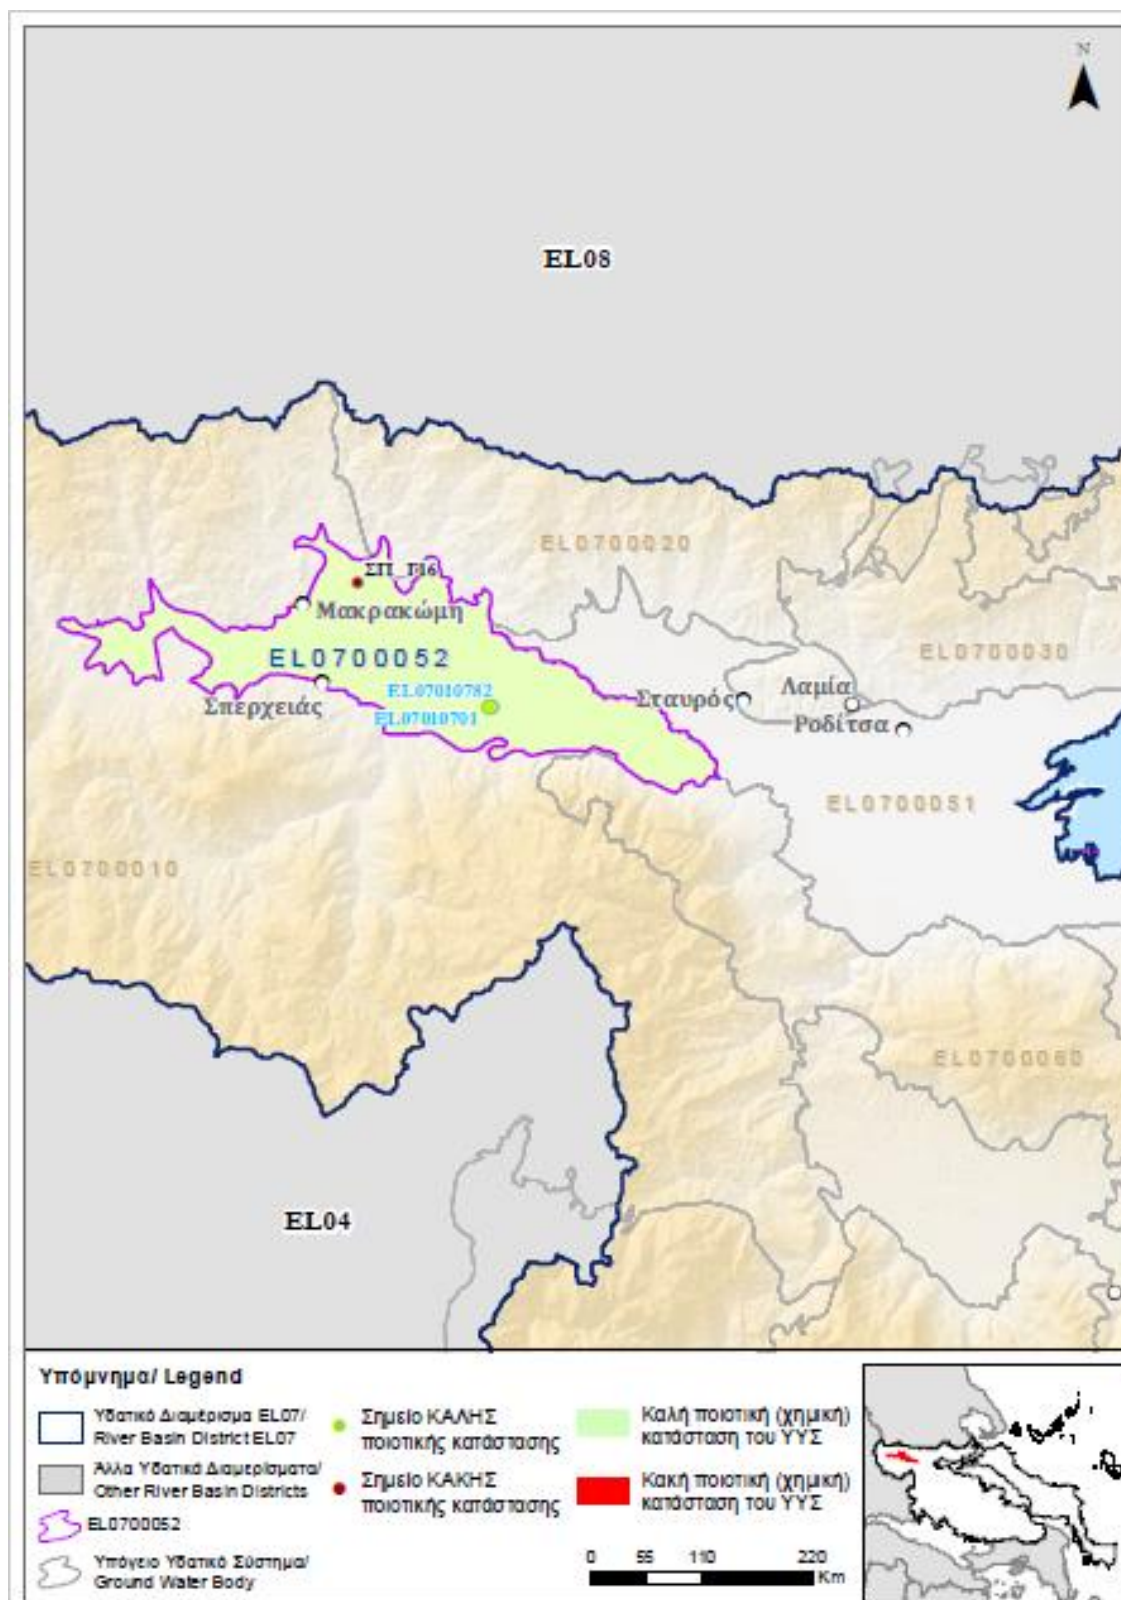 N
EL08
EL0700020
ΣΠ_Γ16
Μακρακώμη
EL0700052
EL0700030
EL07010782
Σταυρός
Λαμία
Σπερχειάς
EL07010701
Ροδίτσα
EL0700051
EL0700010
EL0700060
EL04
Υπόμνημα/ Legend
Υδατικό Διαμέρισμα EL07/
River Basin District EL07
Άλλα Υδατικά Διαμερίσματα/
Other River Basin Districts
EL0700052
Υπόγειο Υδατικό Σύστημα/
Ground Water Body
Σημείο ΚΑΛΗΣ
ποιοτικής κατάστασης
Σημείο ΚΑΚΗΣ
ποιοτικής κατάστασης
Καλή ποιοτική (χημική)
κατάσταση του ΥΥΣ
Κακή ποιοτική (χημική)
κατάσταση του ΥΥΣ
0 55 110 220
Km